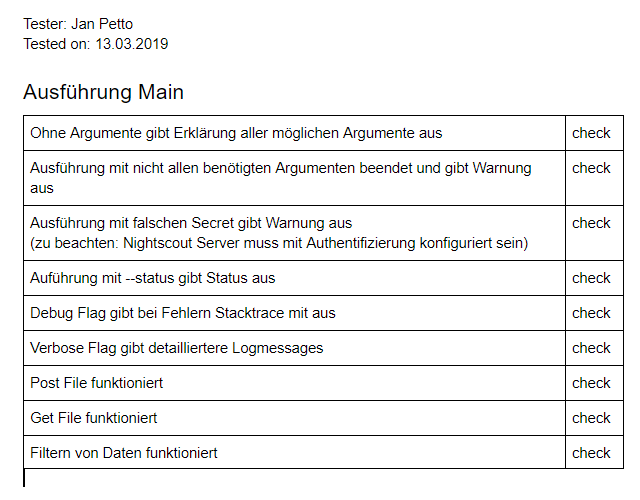 Tester: Jan Petto
Tested on: 13.03.2019
Ausführung Main
Ohne Argumente gibt Erklärung aller möglichen Argumente aus check
Ausführung mit nicht allen benötigten Argumenten beendet und gibt Warnung check
aus
Ausführung mit falschen Secret gibt Warnung aus check
(zu beachten: Nightscout Server muss mit Authentifizierung konfiguriert sein)
Auführung mit --status gibt Status aus check
Debug Flag gibt bei Fehlern Stacktrace mit aus check
Verbose Flag gibt detailliertere Logmessages check
Post File funktioniert check
Get File funktioniert check
Filtern von Daten funktioniert check